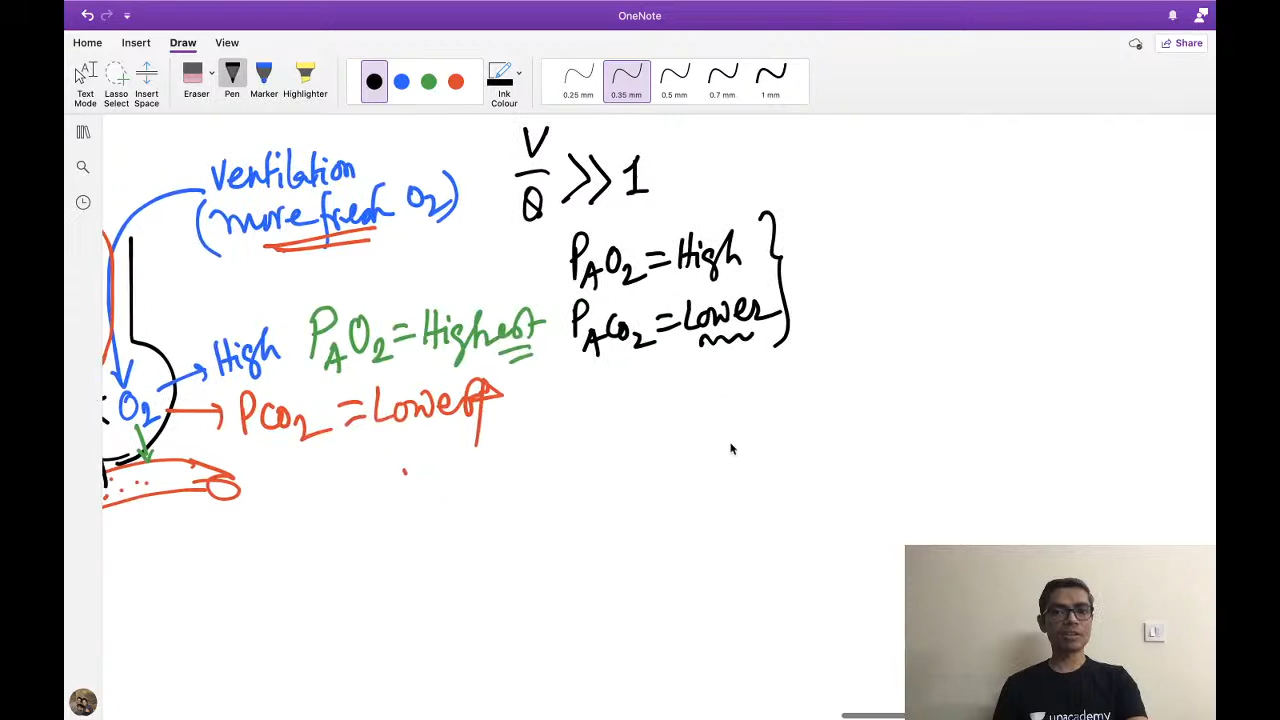 OneNote
Home Insert Draw View
Share
Text Mode
Lasso Select
Insert Space
Eraser
Pen
Marker
Highlighter
Ink Colour
0.25 mm
0.35 mm
0.5 mm
0.7 mm
1 mm
V/Q >> 1
Ventilation
(more fresh O2)
PAO2 = High
PACO2 = Lower
PAO2 = Highest
High
O2
PCO2 = Lowest
unacademy